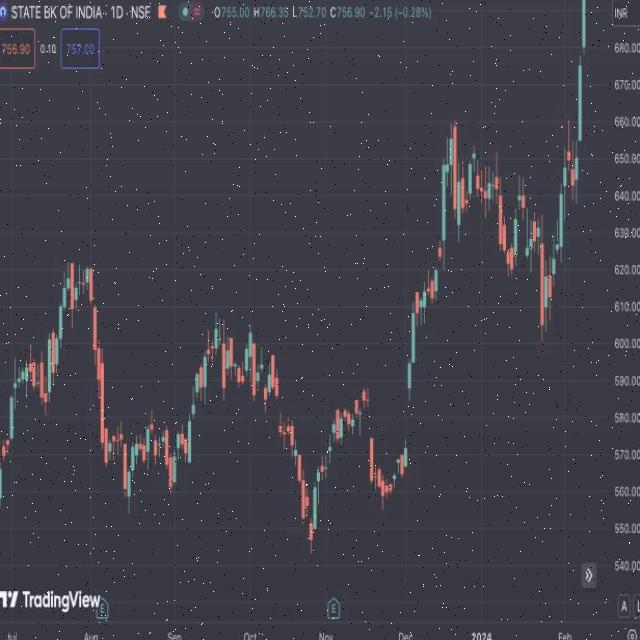 STATE BK OF INDIA · 1D · NSE O755.00 H766.35 L752.70 C756.90 −2.15 (−0.28%) INR
756.90 0.10 757.00
680.00
670.00
660.00
650.00
640.00
630.00
620.00
610.00
600.00
590.00
580.00
570.00
560.00
550.00
540.00
TradingView
E E
A L
Jul Aug Sep Oct Nov Dec 2024 Feb